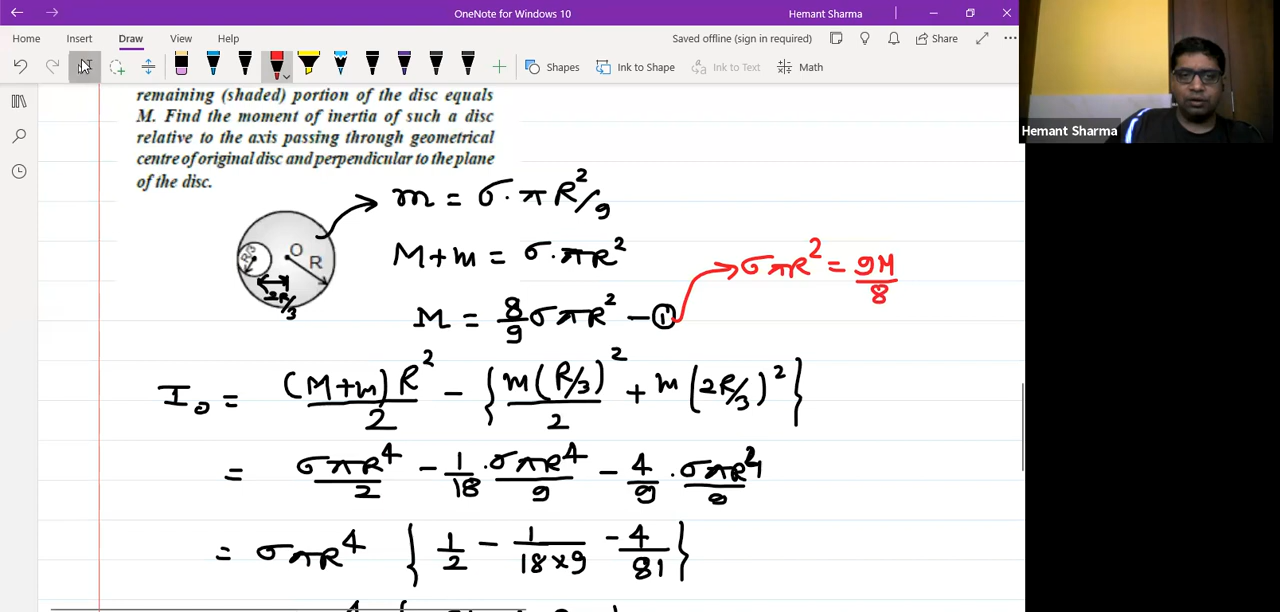 OneNote for Windows 10
Hemant Sharma
Home Insert Draw View Help
Saved offline (sign in required)
Share
Shapes
Ink to Shape
Ink to Text
Math
Hemant Sharma
remaining (shaded) portion of the disc equals
M. Find the moment of inertia of such a disc
relative to the axis passing through geometrical
centre of original disc and perpendicular to the plane
of the disc.
R/3 O R 2R/3
m = σ·πR²/9
M+m = σ·πR²
M = 8/9 σπR² — ①
σπR² = 9M/8
I₀ = (M+m)R²/2 − {m(R/3)²/2 + m(2R/3)²}
= σπR⁴/2 − 1/18 · σπR⁴/9 − 4/9 · σπR⁴/9
= σπR⁴ {1/2 − 1/18×9 − 4/81}